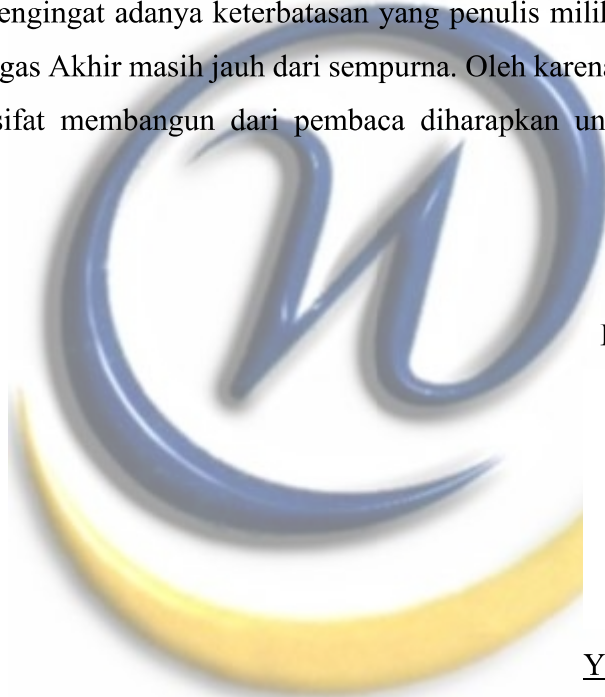 engingat adanya keterbatasan yang penulis milik
gas Akhir masih jauh dari sempurna. Oleh karena
sifat membangun dari pembaca diharapkan un
Y